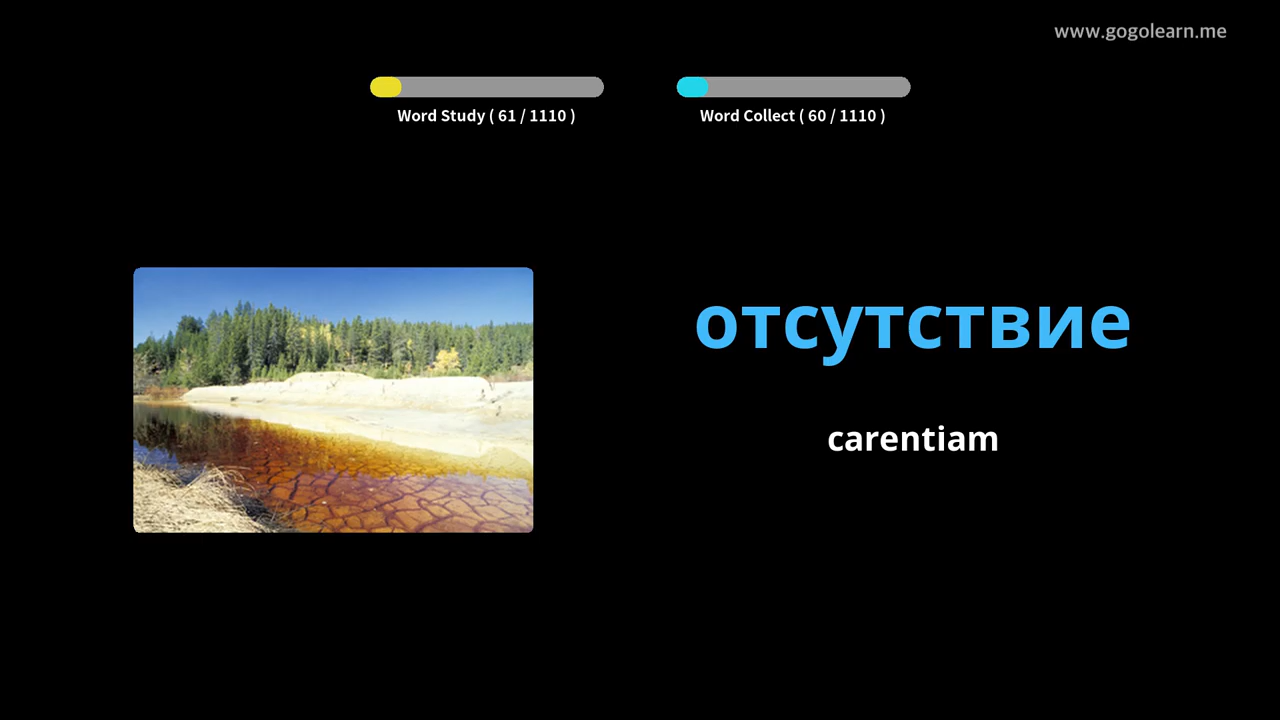 www.gogolearn.me
Word Study ( 61 / 1110 )
Word Collect ( 60 / 1110 )
отсутствие
carentiam